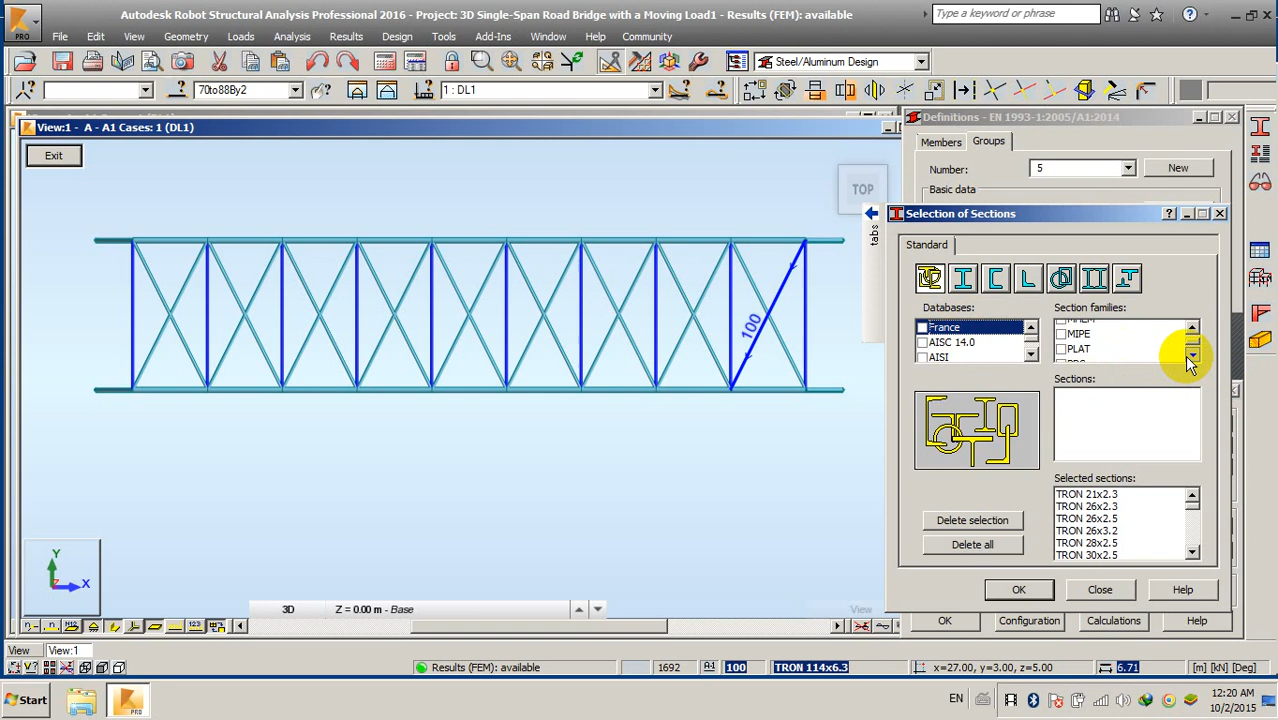 Autodesk Robot Structural Analysis Professional 2016 - Project: 3D Single-Span Road Bridge with a Moving Load1 - Results (FEM): available
Type a keyword or phrase
PRO
File Edit View Geometry Loads Analysis Results Design Tools Add-Ins Window Help Community
Steel/Aluminum Design
70to88By2
1 : DL1
View:1 - A - A1 Cases: 1 (DL1)
Definitions - EN 1993-1:2005/A1:2014
Exit
Members Groups
TOP
Number: 5 New
Basic data
tabs
Selection of Sections
Standard
Databases: Section families:
France
AISC 14.0 MIPE
AISI PLAT
Sections:
100
Selected sections:
TRON 21x2.3
TRON 26x2.3
TRON 26x2.5
TRON 26x3.2
TRON 28x2.5
TRON 30x2.5
Delete selection
Delete all
OK Close Help
Y
X
Z
3D Z = 0.00 m - Base View
OK Configuration Calculations Help
View View:1
Results (FEM): available 1692 100 TRON 114x6.3 x=27.00; y=3.00, z=5.00 6.71 [m] [kN] [Deg]
Start PRO EN 12:20 AM
10/2/2015